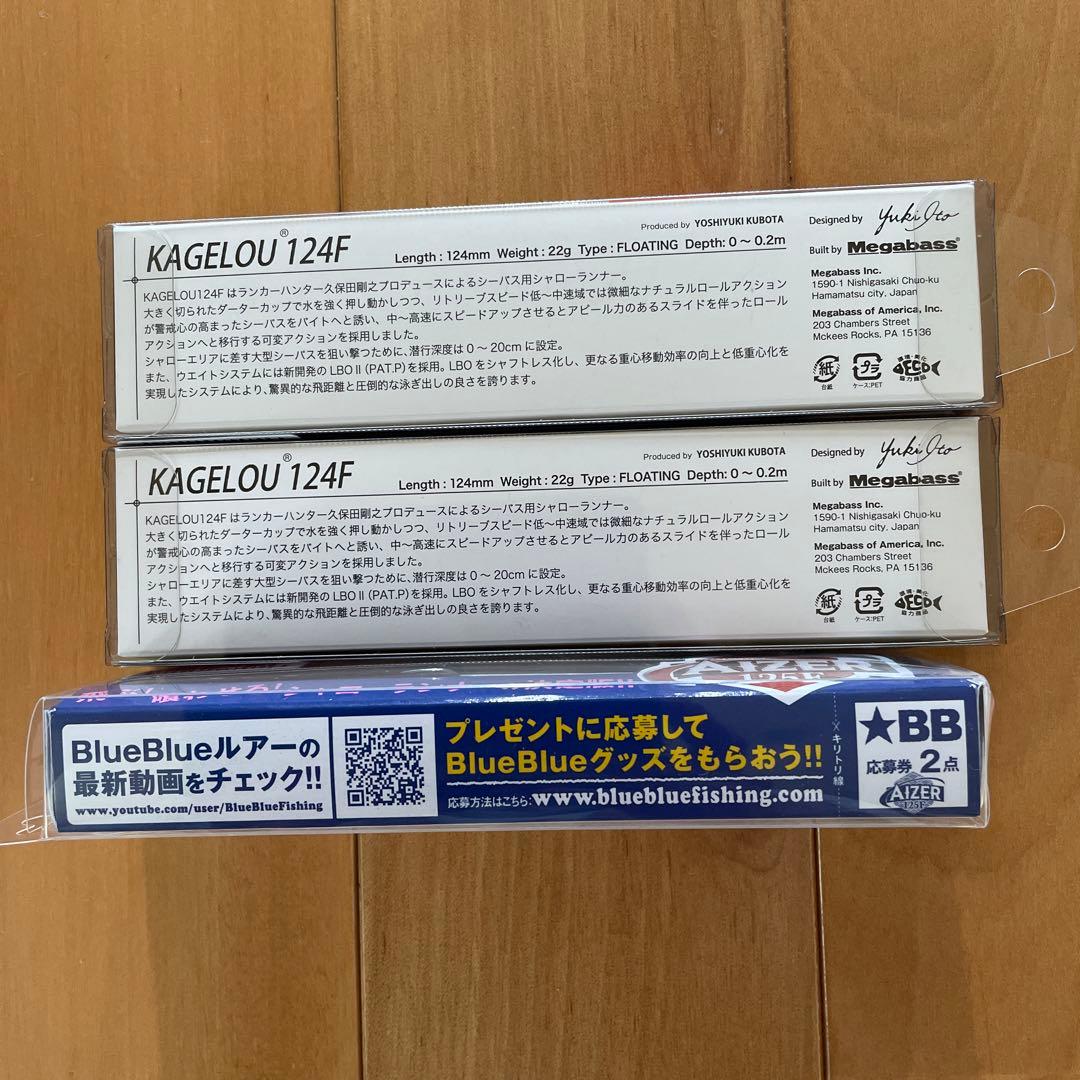 KAGELOU® 124F
Length : 124mm Weight : 22g Type : FLOATING Depth: 0 〜 0.2m
Produced by YOSHIYUKI KUBOTA
KAGELOU124F はランカーハンター久保田剛之プロデュースによるシーバス用シャローランナー。
大きく切られたダーターカップで水を強く押し動かしつつ、リトリーブスピード低〜中速域では微細なナチュラルロールアクション
が警戒心の高まったシーバスをバイトへと誘い、中〜高速にスピードアップさせるとアピール力のあるスライドを伴ったロール
アクションへと移行する可変アクションを採用しました。
シャローエリアに差す大型シーバスを狙い撃つために、潜行深度は 0 〜 20cm に設定。
また、ウエイトシステムには新開発の LBO II (PAT.P) を採用。LBO をシャフトレス化し、更なる重心移動効率の向上と低重心化を
実現したシステムにより、驚異的な飛距離と圧倒的な泳ぎ出しの良さを誇ります。
Designed by Yuki Ito
Built by Megabass®
Megabass Inc.
1590-1 Nishigasaki Chuo-ku
Hamamatsu city, Japan
Megabass of America, Inc.
203 Chambers Street
Mckees Rocks, PA 15136
紙 プラ ECO
台紙 ケース:PET 協力商品
KAGELOU® 124F
Length : 124mm Weight : 22g Type : FLOATING Depth: 0 〜 0.2m
Produced by YOSHIYUKI KUBOTA
KAGELOU124F はランカーハンター久保田剛之プロデュースによるシーバス用シャローランナー。
大きく切られたダーターカップで水を強く押し動かしつつ、リトリーブスピード低〜中速域では微細なナチュラルロールアクション
が警戒心の高まったシーバスをバイトへと誘い、中〜高速にスピードアップさせるとアピール力のあるスライドを伴ったロール
アクションへと移行する可変アクションを採用しました。
シャローエリアに差す大型シーバスを狙い撃つために、潜行深度は 0 〜 20cm に設定。
また、ウエイトシステムには新開発の LBO II (PAT.P) を採用。LBO をシャフトレス化し、更なる重心移動効率の向上と低重心化を
実現したシステムにより、驚異的な飛距離と圧倒的な泳ぎ出しの良さを誇ります。
Designed by Yuki Ito
Built by Megabass®
Megabass Inc.
1590-1 Nishigasaki Chuo-ku
Hamamatsu city, Japan
Megabass of America, Inc.
203 Chambers Street
Mckees Rocks, PA 15136
紙 プラ ECO
台紙 ケース:PET 協力商品
AIZER
125F
BlueBlueルアーの
最新動画をチェック!!
www.youtube.com/user/BlueBlueFishing
プレゼントに応募して
BlueBlueグッズをもらおう!!
応募方法はこちら:www.bluebluefishing.com
キリトリ線
★BB
応募券 2点
AIZER
125F